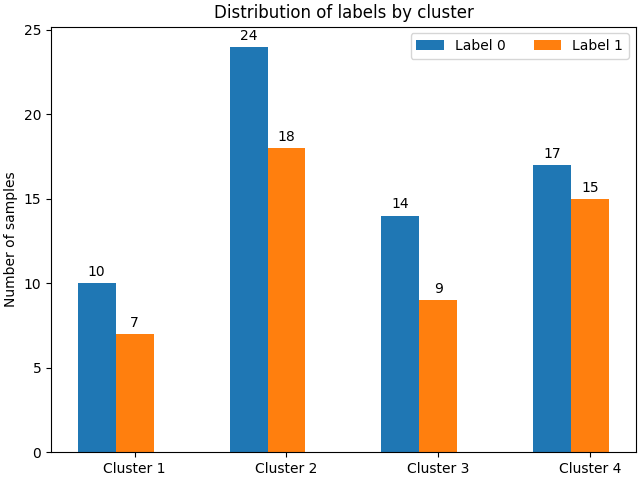 Distribution of labels by cluster
Label 0
Label 1
Number of samples
25
20
15
10
5
0
10
7
24
18
14
9
17
15
Cluster 1
Cluster 2
Cluster 3
Cluster 4